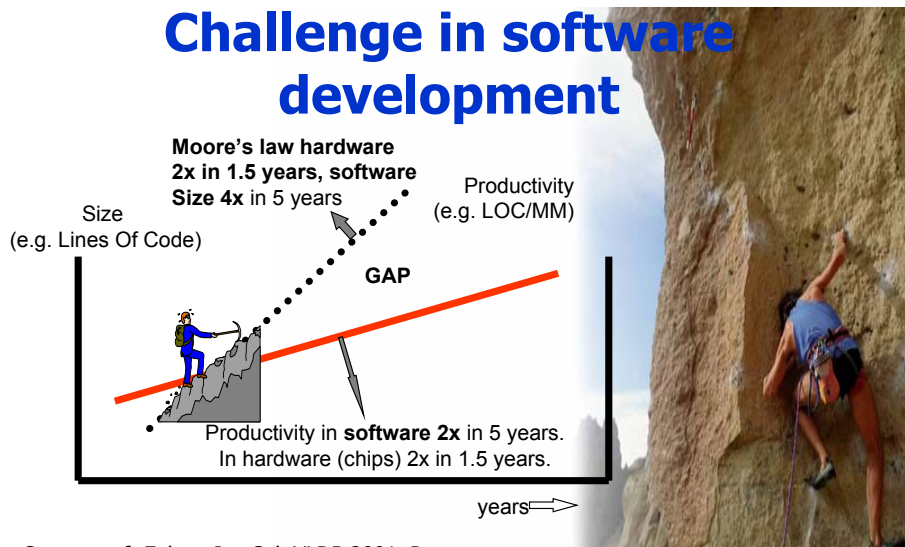 Challenge in software
development
Moore's law hardware
2x in 1.5 years, software
Size 4x in 5 years
Productivity
(e.g. LOC/MM)
Size
(e.g. Lines Of Code)
GAP
Productivity in software 2x in 5 years.
In hardware (chips) 2x in 1.5 years.
years